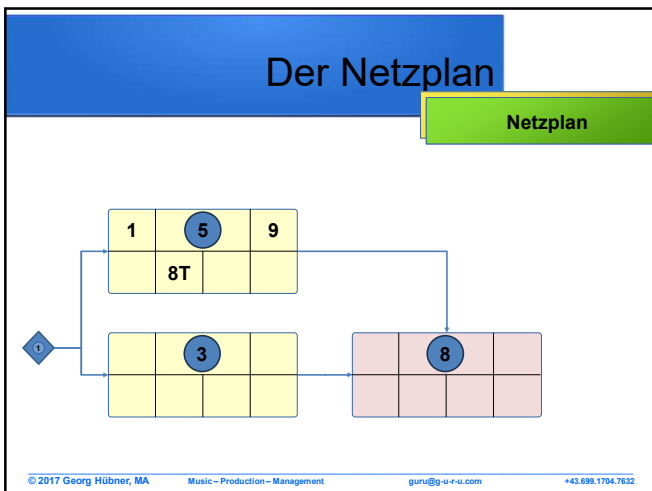 Der Netzplan
Netzplan
1 5 9
8T
1
3 8
© 2017 Georg Hübner, MA Music – Production – Management guru@g-u-r-u.com +43.699.1704.7632